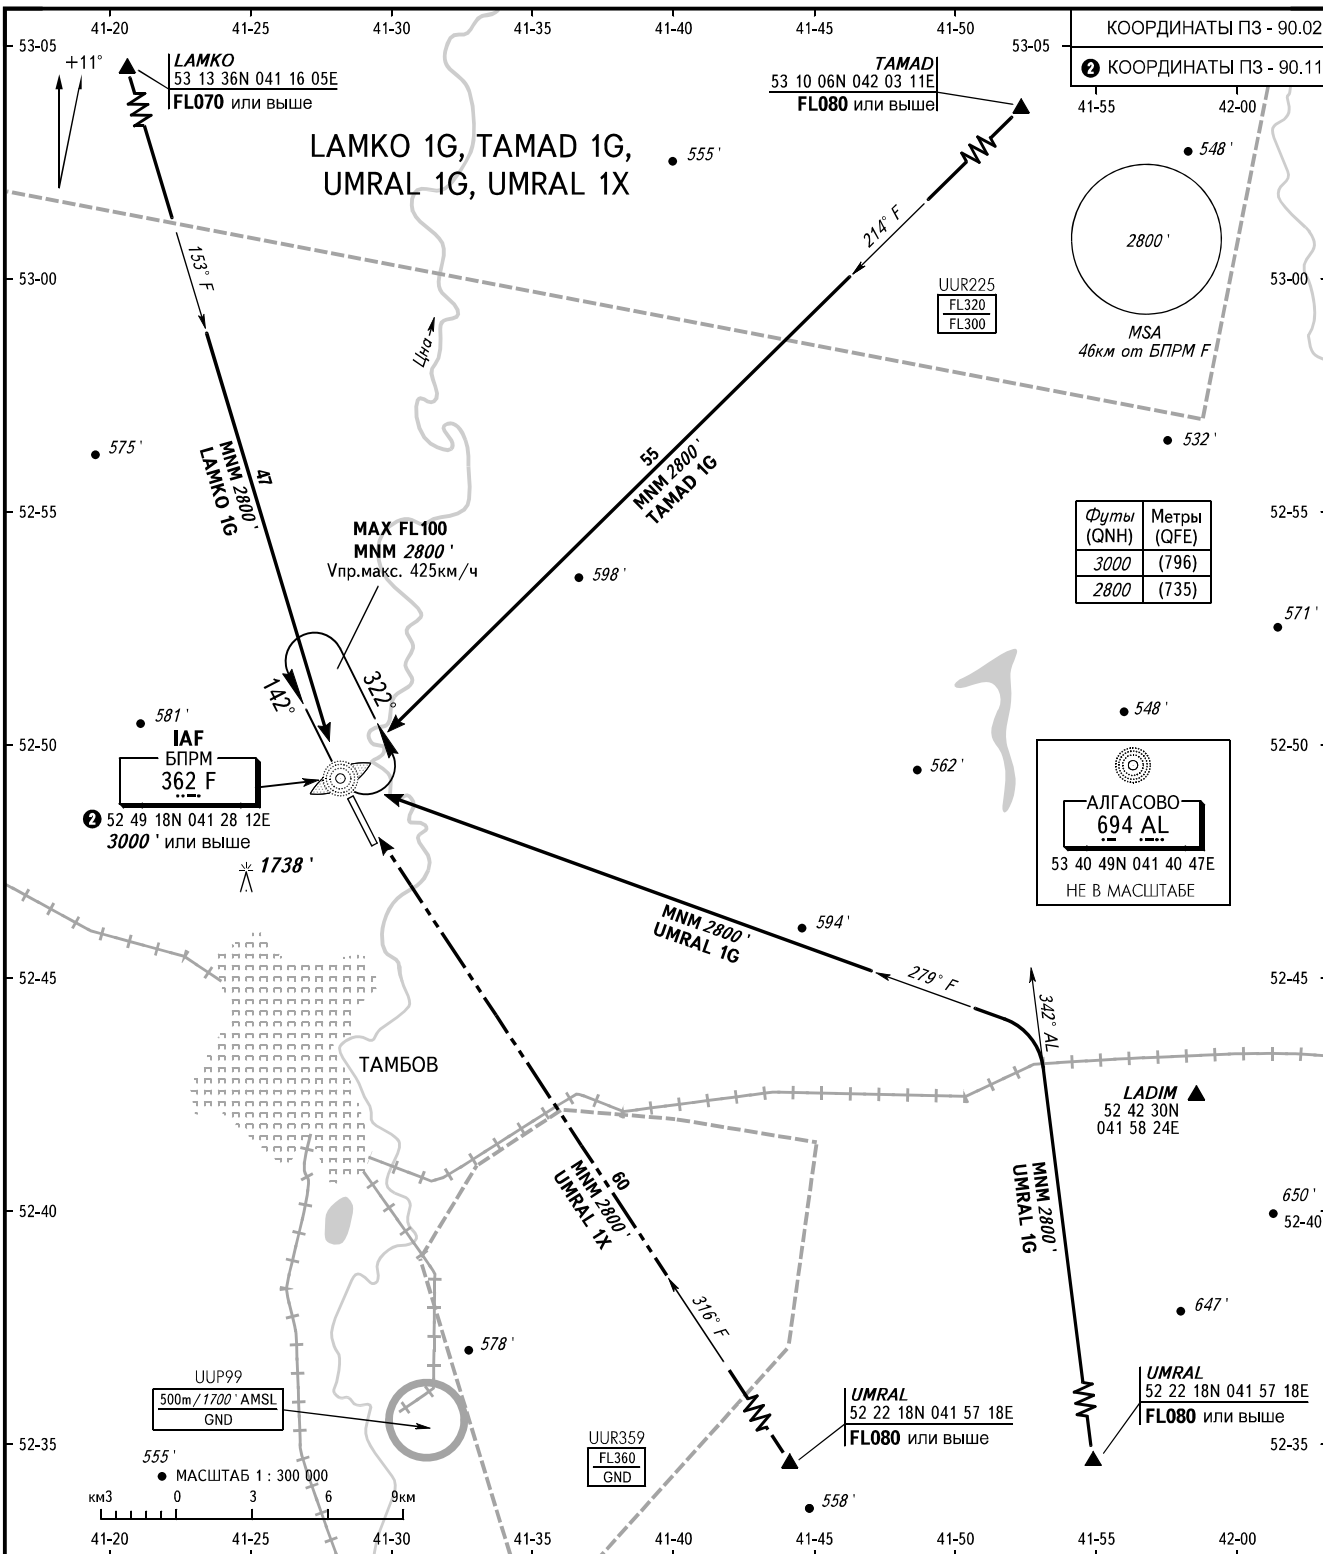 41-20
41-25
41-30
41-35
41-40
41-45
41-50
КООРДИНАТЫ ПЗ - 90.02
❷ КООРДИНАТЫ ПЗ - 90.11
53-05
53-05
41-55
42-00
+11°
LAMKO
53 13 36N 041 16 05E
FL070 или выше
TAMAD
53 10 06N 042 03 11E
FL080 или выше
LAMKO 1G, TAMAD 1G,
UMRAL 1G, UMRAL 1X
555'
548'
2800'
MSA
46км от БПРМ F
153° F
214° F
53-00
53-00
UUR225
FL320
FL300
Цна
575'
532'
47
MNM 2800'
LAMKO 1G
55
MNM 2800'
TAMAD 1G
52-55
52-55
MAX FL100
MNM 2800'
Vпр.макс. 425км/ч
Футы
(QNH)
Метры
(QFE)
3000 (796)
2800 (735)
598'
571'
142°
322°
581'
548'
IAF
БПРМ
362 F
❷ 52 49 18N 041 28 12E
3000' или выше
52-50
52-50
562'
АЛГАСОВО
694 AL
53 40 49N 041 40 47E
НЕ В МАСШТАБЕ
1738'
594'
MNM 2800'
UMRAL 1G
279° F
342° AL
52-45
52-45
ТАМБОВ
LADIM
52 42 30N
041 58 24E
60
MNM 2800'
UMRAL 1X
MNM 2800'
UMRAL 1G
650'
52-40
52-40
316° F
647'
578'
UUP99
500m/1700' AMSL
GND
UMRAL
52 22 18N 041 57 18E
FL080 или выше
UMRAL
52 22 18N 041 57 18E
FL080 или выше
UUR359
FL360
GND
52-35
52-35
555'
558'
МАСШТАБ 1 : 300 000
км3 0 3 6 9км
41-20
41-25
41-30
41-35
41-40
41-45
41-50
41-55
42-00